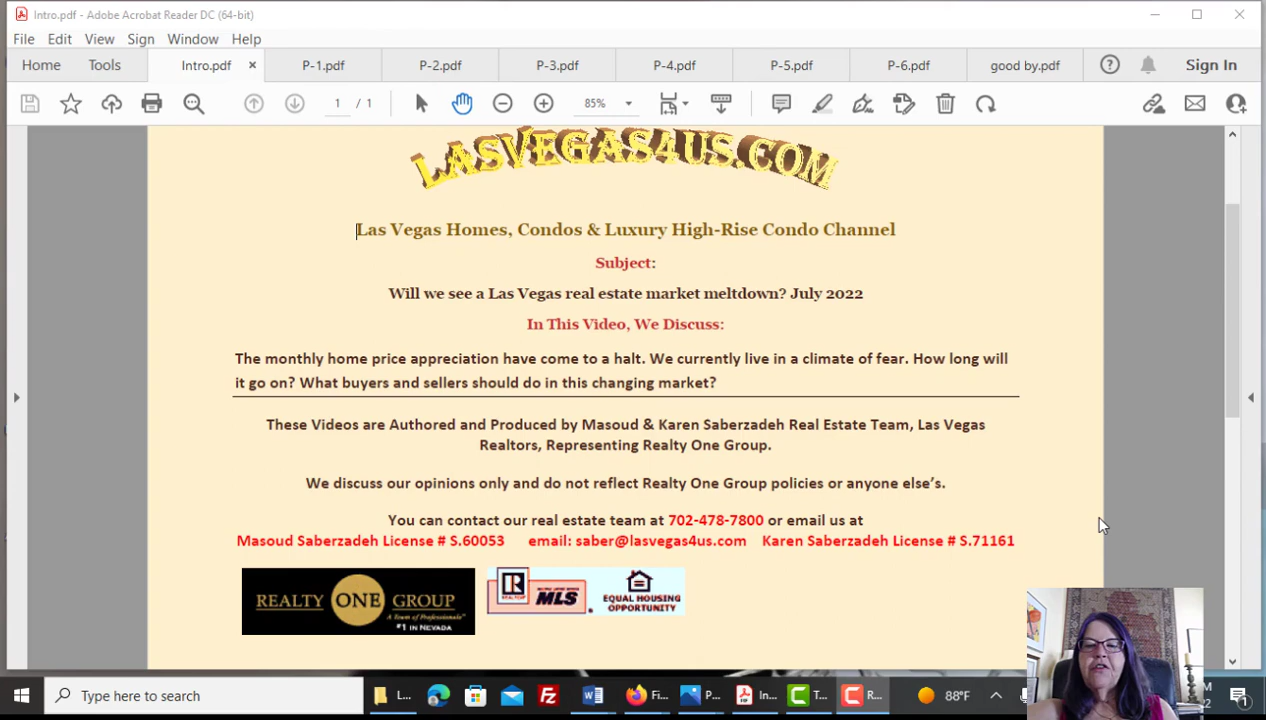 Intro.pdf - Adobe Acrobat Reader DC (64-bit)
File Edit View Sign Window Help
Home Tools Intro.pdf × P-1.pdf P-2.pdf P-3.pdf P-4.pdf P-5.pdf P-6.pdf good by.pdf Sign In
1 / 1 85%
LASVEGAS4US.COM
Las Vegas Homes, Condos & Luxury High-Rise Condo Channel
Subject:
Will we see a Las Vegas real estate market meltdown? July 2022
In This Video, We Discuss:
The monthly home price appreciation have come to a halt. We currently live in a climate of fear. How long will
it go on? What buyers and sellers should do in this changing market?
These Videos are Authored and Produced by Masoud & Karen Saberzadeh Real Estate Team, Las Vegas
Realtors, Representing Realty One Group.
We discuss our opinions only and do not reflect Realty One Group policies or anyone else's.
You can contact our real estate team at 702-478-7800 or email us at
Masoud Saberzadeh License # S.60053 email: saber@lasvegas4us.com Karen Saberzadeh License # S.71161
REALTY ONE GROUP
A Team of Professionals
#1 IN NEVADA
R
REALTOR
MLS
EQUAL HOUSING
OPPORTUNITY
Type here to search
L... Fi... P... In... T... R... 88°F